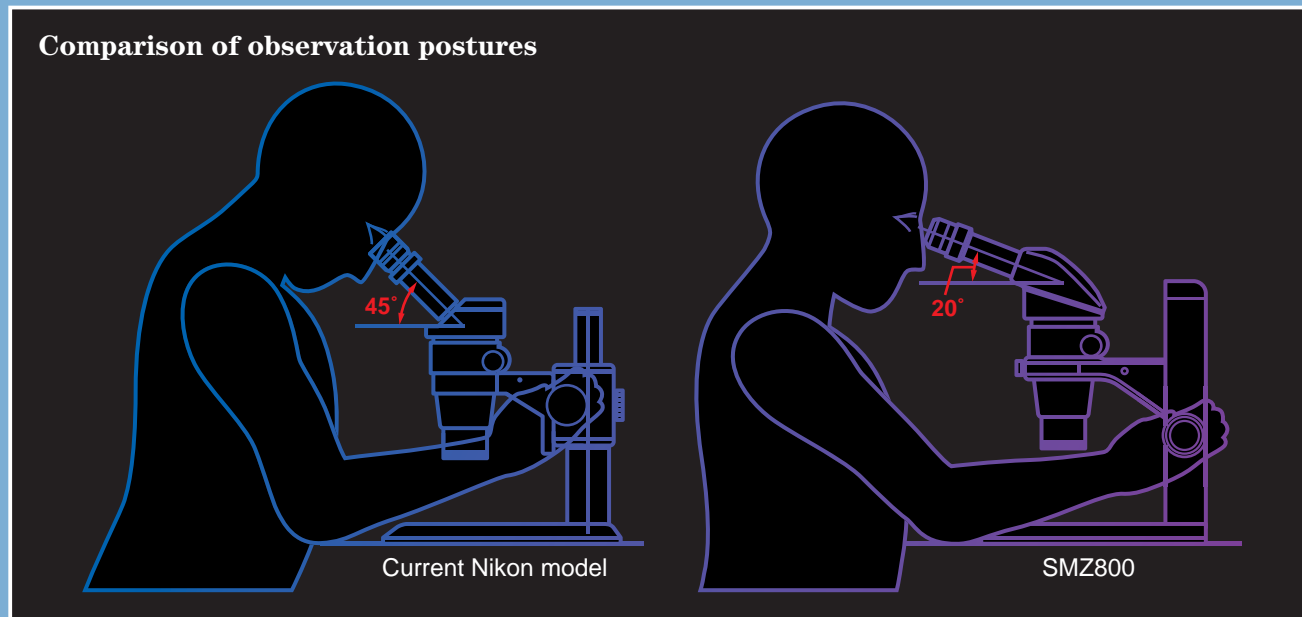 Comparison of observation postures
45°
20°
Current Nikon model
SMZ800